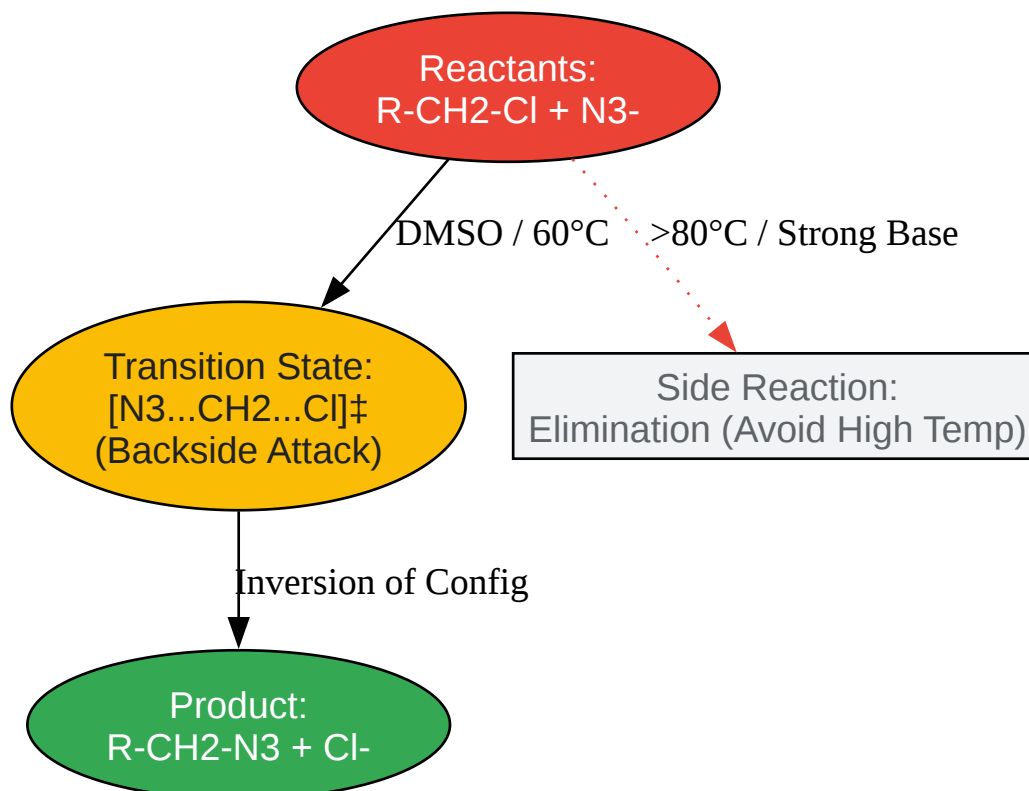 Reactants:
R-CH2-Cl + N3-
DMSO / 60°C
>80°C / Strong Base
Transition State:
[N3...CH2...Cl]‡
(Backside Attack)
Side Reaction:
Elimination (Avoid High Temp)
Inversion of Config
Product:
R-CH2-N3 + Cl-